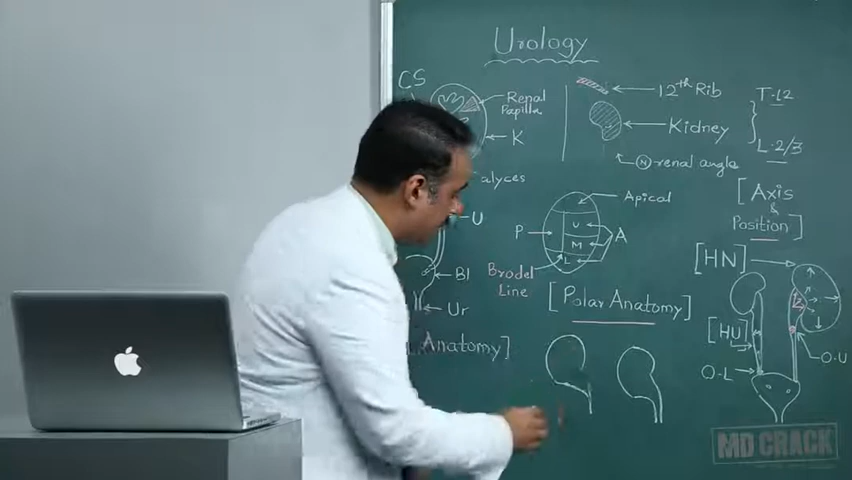 Urology
CS
Renal
Papilla
K
alyces
U
Bl
Ur
Anatomy]
12th Rib
Kidney
N renal angle
T-12
L-2/3
Apical
P
U
M
L
A
Brodel
Line
[Polar Anatomy]
[Axis
&
Position]
[HN]
[HU]
O-L
O-U
MD CRACK